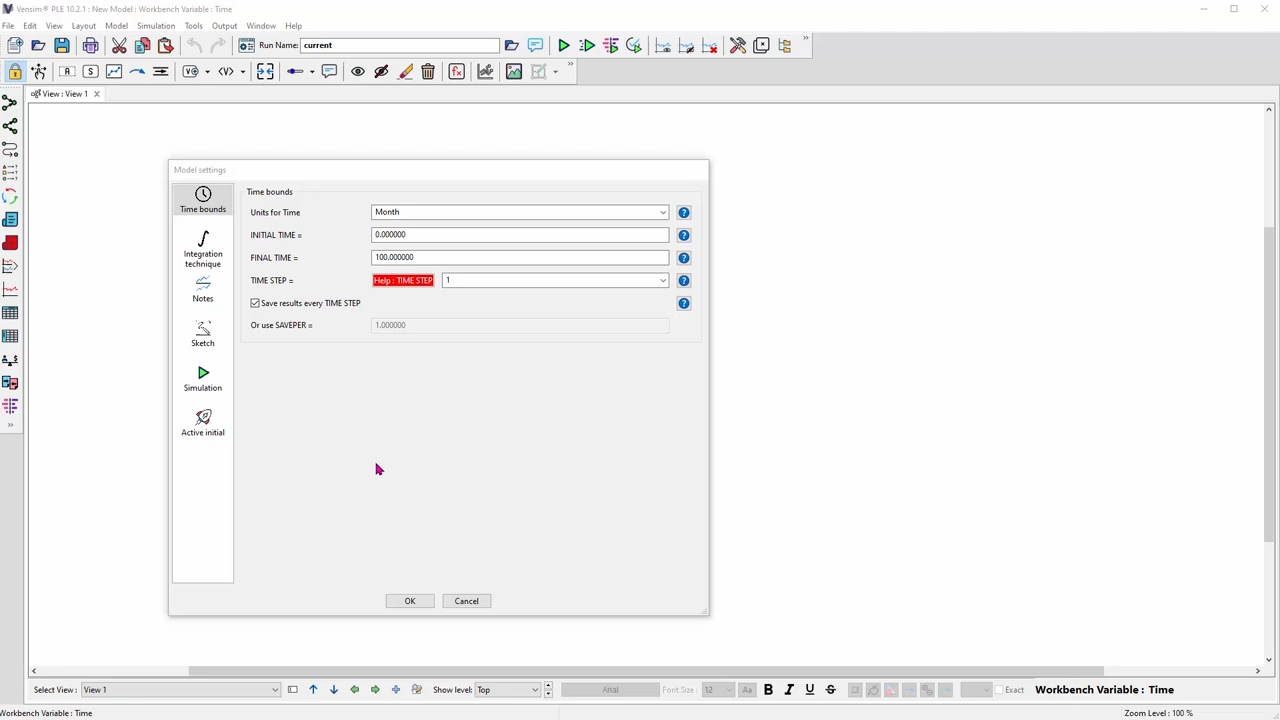 Vensim® PLE 10.2.1 : New Model : Workbench Variable : Time
File Edit View Layout Model Simulation Tools Output Window Help
Run Name: current
View : View 1
Model settings
Time bounds
Integration
technique
Notes
Sketch
Simulation
Active initial
Time bounds
Units for Time Month
INITIAL TIME = 0.000000
FINAL TIME = 100.000000
TIME STEP = Help : TIME STEP 1
Save results every TIME STEP
Or use SAVEPER = 1.000000
OK Cancel
Select View : View 1 Show level: Top Arial Font Size : 12 Aa B I U S Exact Workbench Variable : Time
Workbench Variable : Time Zoom Level : 100 %